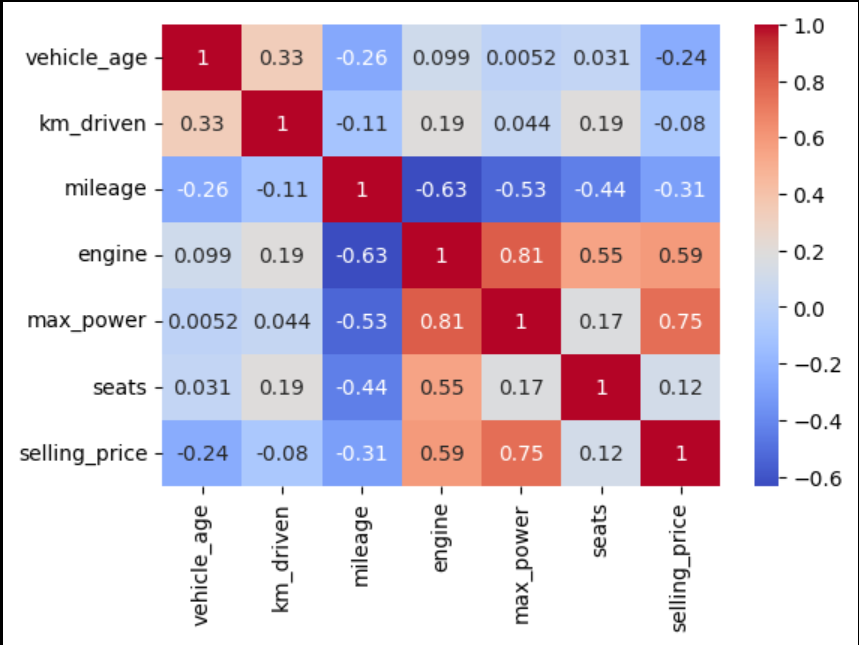 vehicle_age 1 0.33 -0.26 0.099 0.0052 0.031 -0.24
km_driven 0.33 1 -0.11 0.19 0.044 0.19 -0.08
mileage -0.26 -0.11 1 -0.63 -0.53 -0.44 -0.31
engine 0.099 0.19 -0.63 1 0.81 0.55 0.59
max_power 0.0052 0.044 -0.53 0.81 1 0.17 0.75
seats 0.031 0.19 -0.44 0.55 0.17 1 0.12
selling_price -0.24 -0.08 -0.31 0.59 0.75 0.12 1
vehicle_age
km_driven
mileage
engine
max_power
seats
selling_price
1.0
0.8
0.6
0.4
0.2
0.0
−0.2
−0.4
−0.6